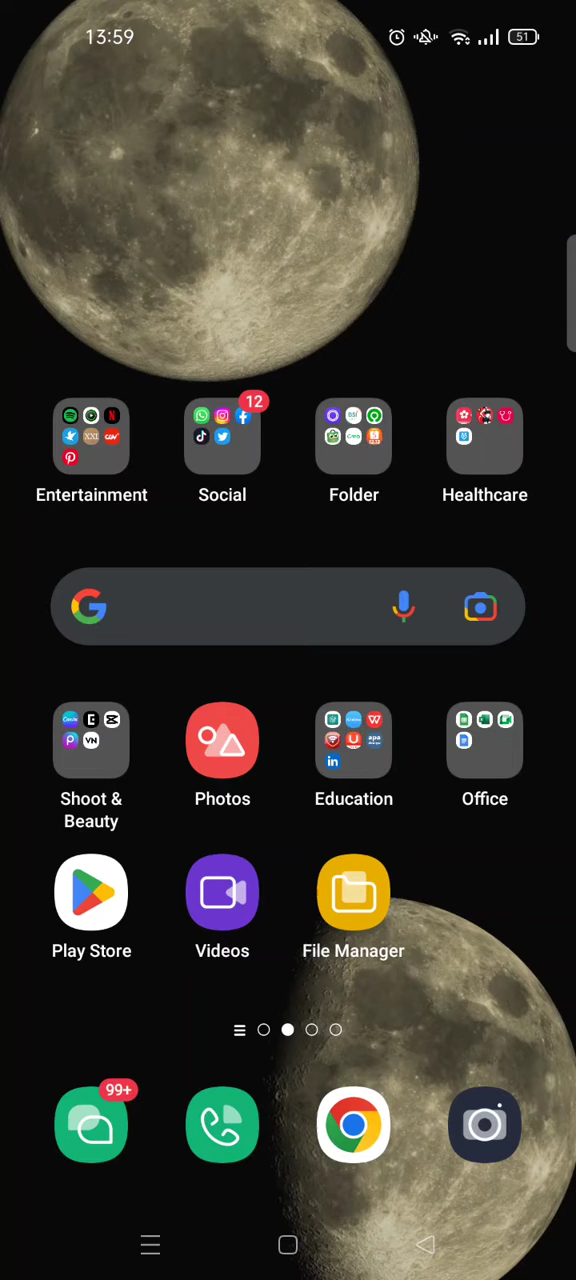 13:59
51
12
Entertainment
Social
Folder
Healthcare
Shoot &
Beauty
Photos
Education
Office
Play Store
Videos
File Manager
99+